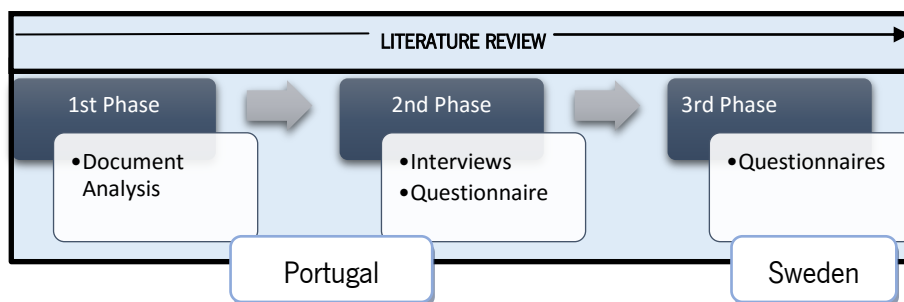 LITERATURE REVIEW
1st Phase
•Document
Analysis
2nd Phase
•Interviews
•Questionnaire
3rd Phase
•Questionnaires
Portugal
Sweden